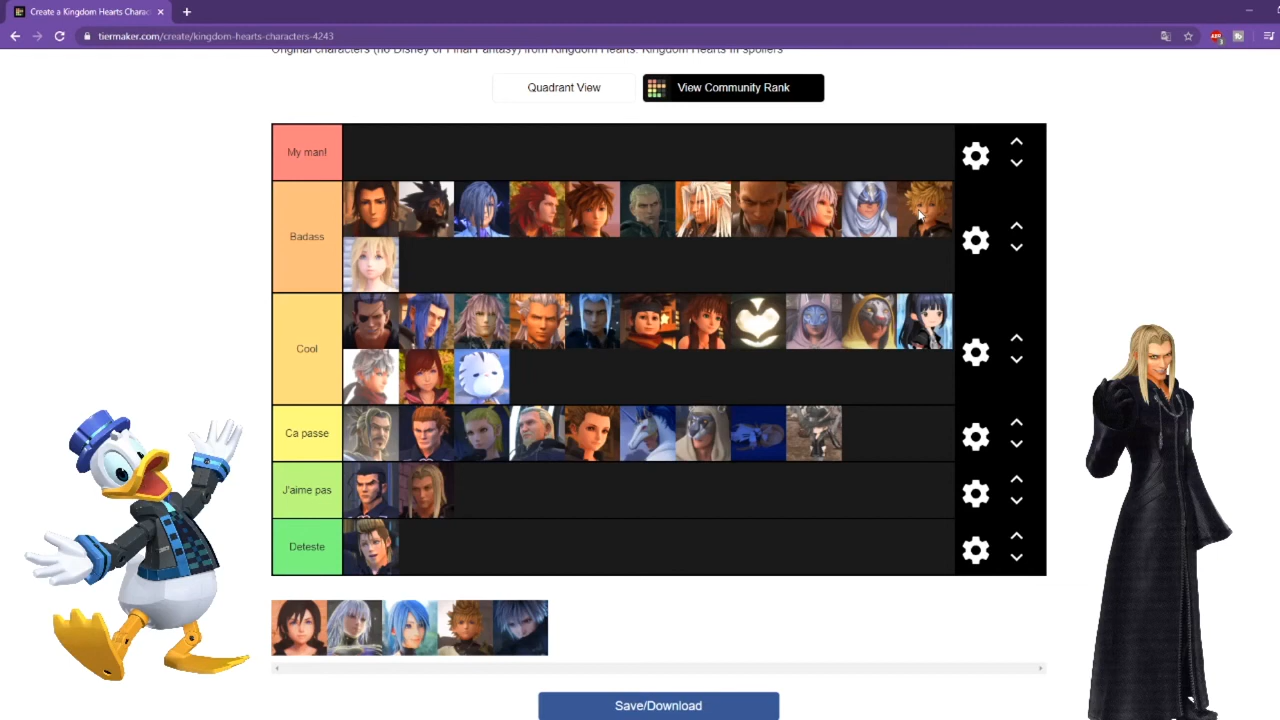 Create a Kingdom Hearts Charac
tiermaker.com/create/kingdom-hearts-characters-4243
Original characters (no Disney or Final Fantasy) from Kingdom Hearts. Kingdom Hearts III spoilers
Quadrant View
View Community Rank
My man!
Badass
Cool
Ca passe
J'aime pas
Deteste
Save/Download